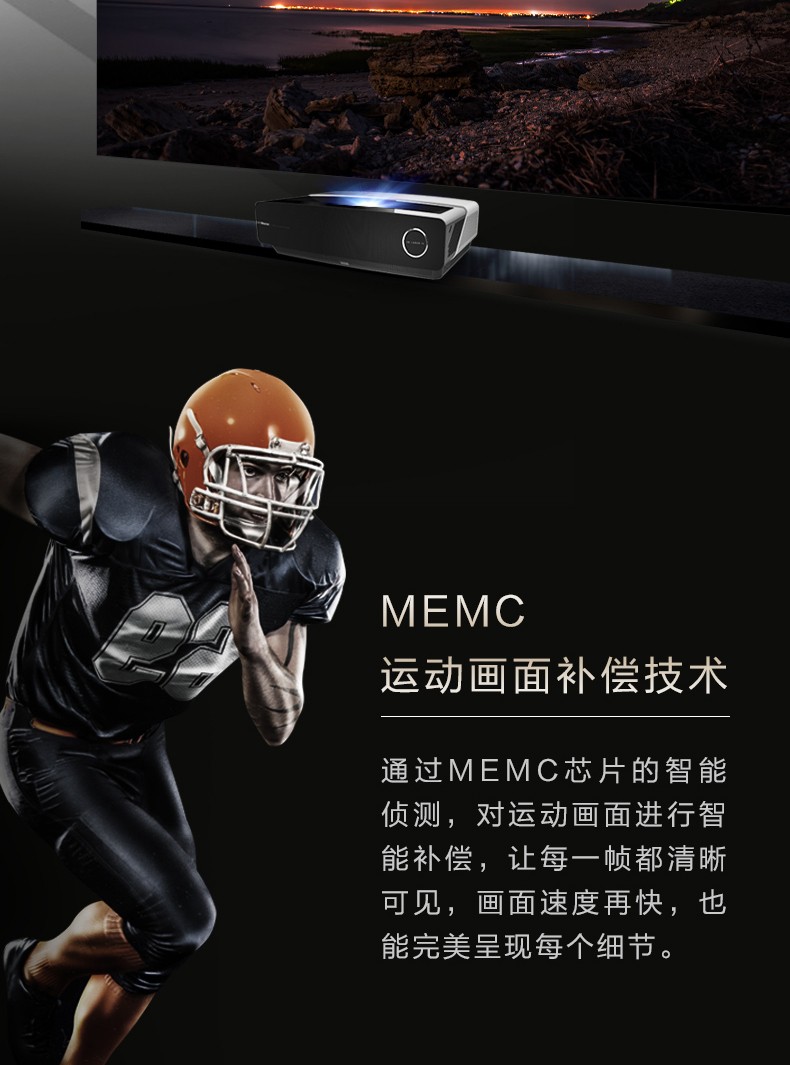 MEMC
运动画面补偿技术
通过MEMC芯片的智能
侦测，对运动画面进行智
能补偿，让每一帧都清晰
可见，画面速度再快，也
能完美呈现每个细节。